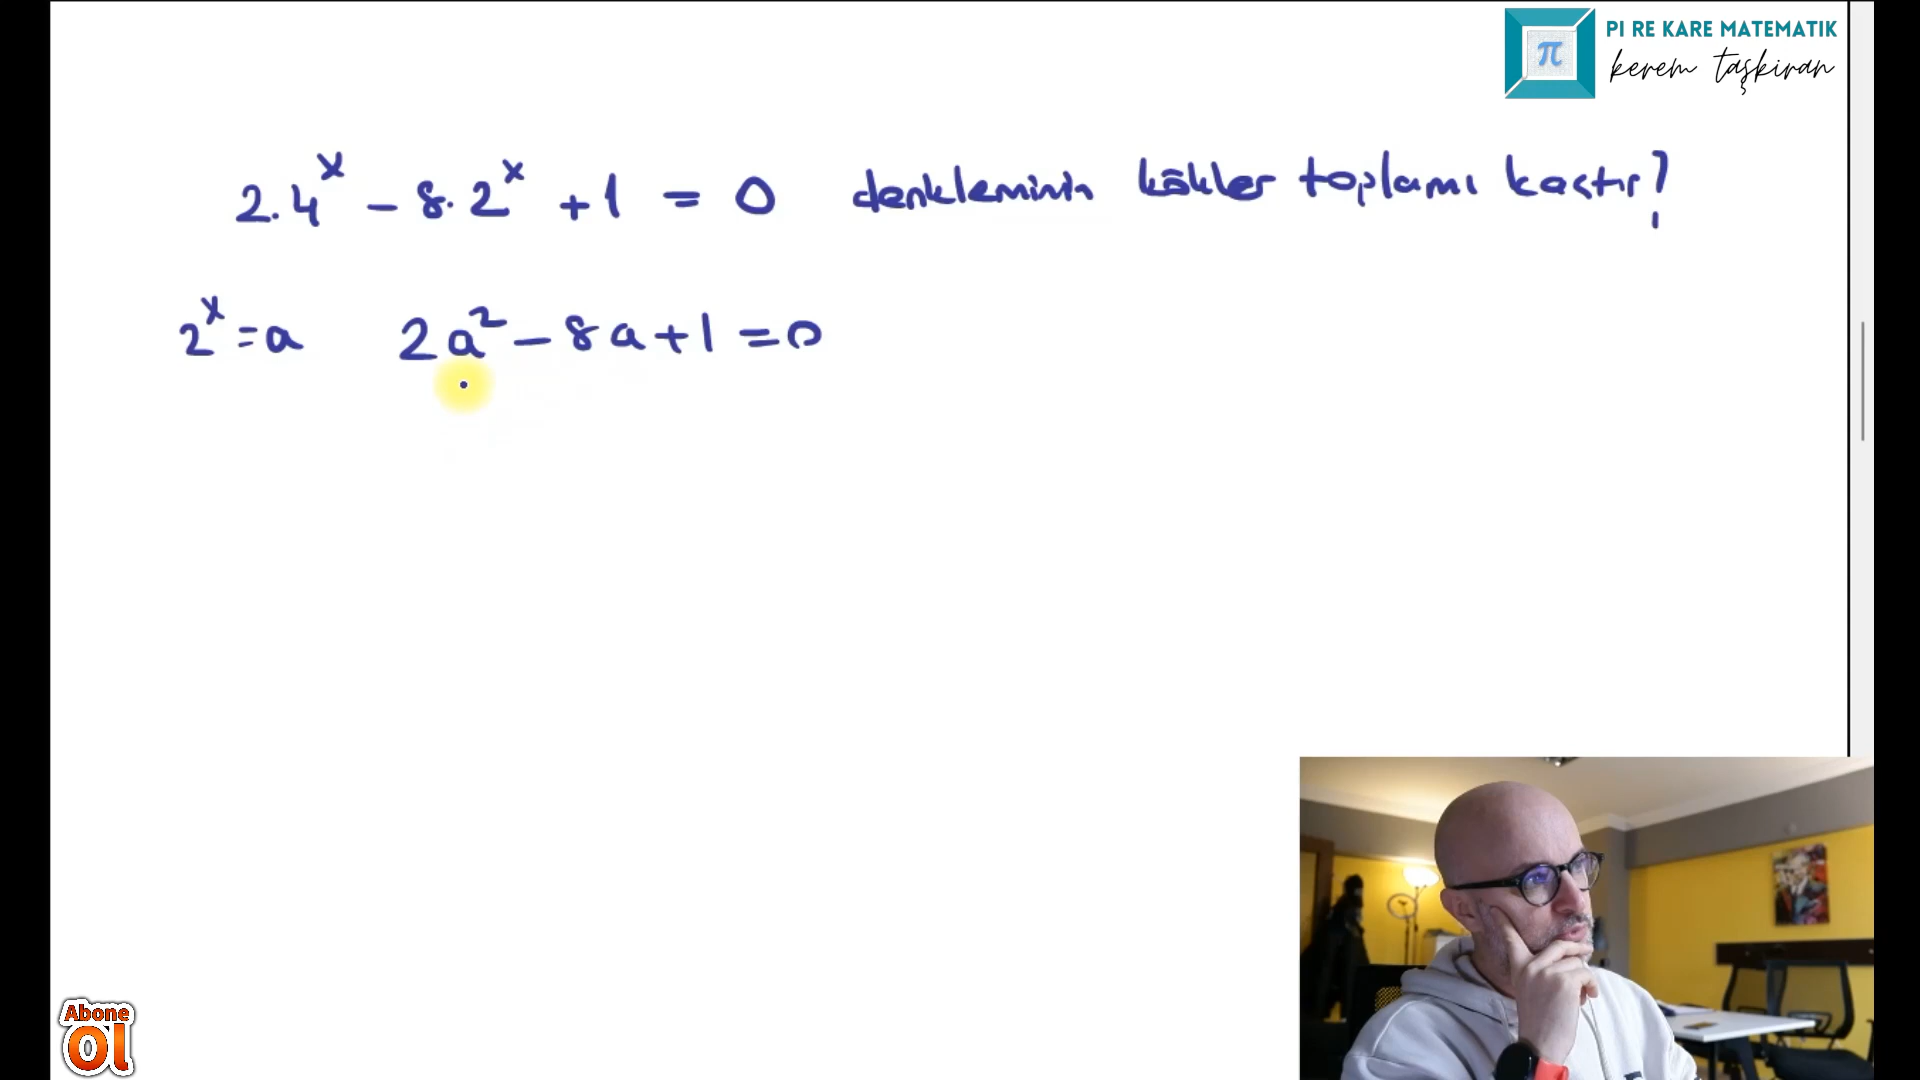 PI RE KARE MATEMATIK
kerem taşkıran
2.4^x - 8.2^x + 1 = 0 denkleminin kökler toplamı kaçtır?
2^x = a 2a² - 8a + 1 = 0
Abone
Ol